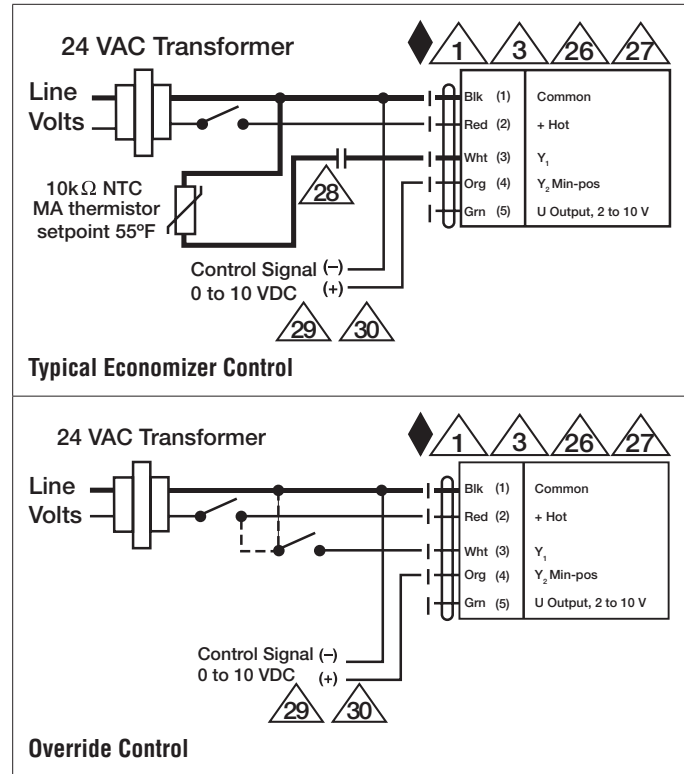 24 VAC Transformer
1 3 26 27
Line
Volts
Blk (1) Common
Red (2) + Hot
Wht (3) Y₁
Org (4) Y₂ Min-pos
Grn (5) U Output, 2 to 10 V
28
10kΩ NTC
MA thermistor
setpoint 55ºF
Control Signal (–)
0 to 10 VDC (+)
29 30
Typical Economizer Control
24 VAC Transformer
1 3 26 27
Line
Volts
Blk (1) Common
Red (2) + Hot
Wht (3) Y₁
Org (4) Y₂ Min-pos
Grn (5) U Output, 2 to 10 V
Control Signal (–)
0 to 10 VDC (+)
29 30
Override Control